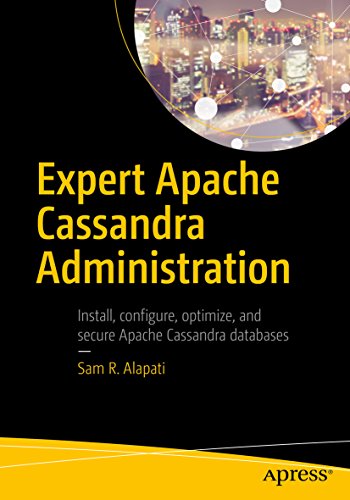 Expert Apache
Cassandra
Administration
Install, configure, optimize, and
secure Apache Cassandra databases
Sam R. Alapati
Apress®